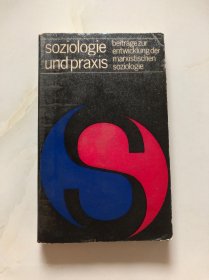 soziologie
und praxis
beiträge zur
entwicklung der
marxistischen
soziologie